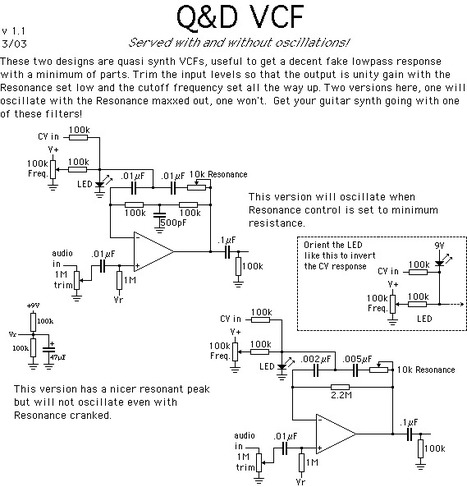 Q&D VCF
v 1.1
3/03
Served with and without oscillations!
These two designs are quasi synth VCFs, useful to get a decent fake lowpass response
with a minimum of parts. Trim the input levels so that the output is unity gain with the
Resonance set low and the cutoff frequency set all the way up. Two versions here, one will
oscillate with the Resonance maxxed out, one won't. Get your guitar synth going with one
of these filters!
CV in
100k
V+
100k
Freq.
100k
LED
.01µF
.01µF
10k Resonance
100k
100k
500pF
audio
in
1M
trim
.01µF
1M
Vr
.1µF
100k
This version will oscillate when
Resonance control is set to minimum
resistance.
Orient the LED
like this to invert
the CV response
9V
CV in
100k
V+
100k
Freq.
100k
LED
+9V
100k
Vr
100k
47µF
CV in
100k
V+
100k
Freq.
100k
LED
.002µF
.005µF
10k Resonance
2.2M
This version has a nicer resonant peak
but will not oscillate even with
Resonance cranked.
audio
in
1M
trim
.01µF
1M
Vr
.1µF
100k